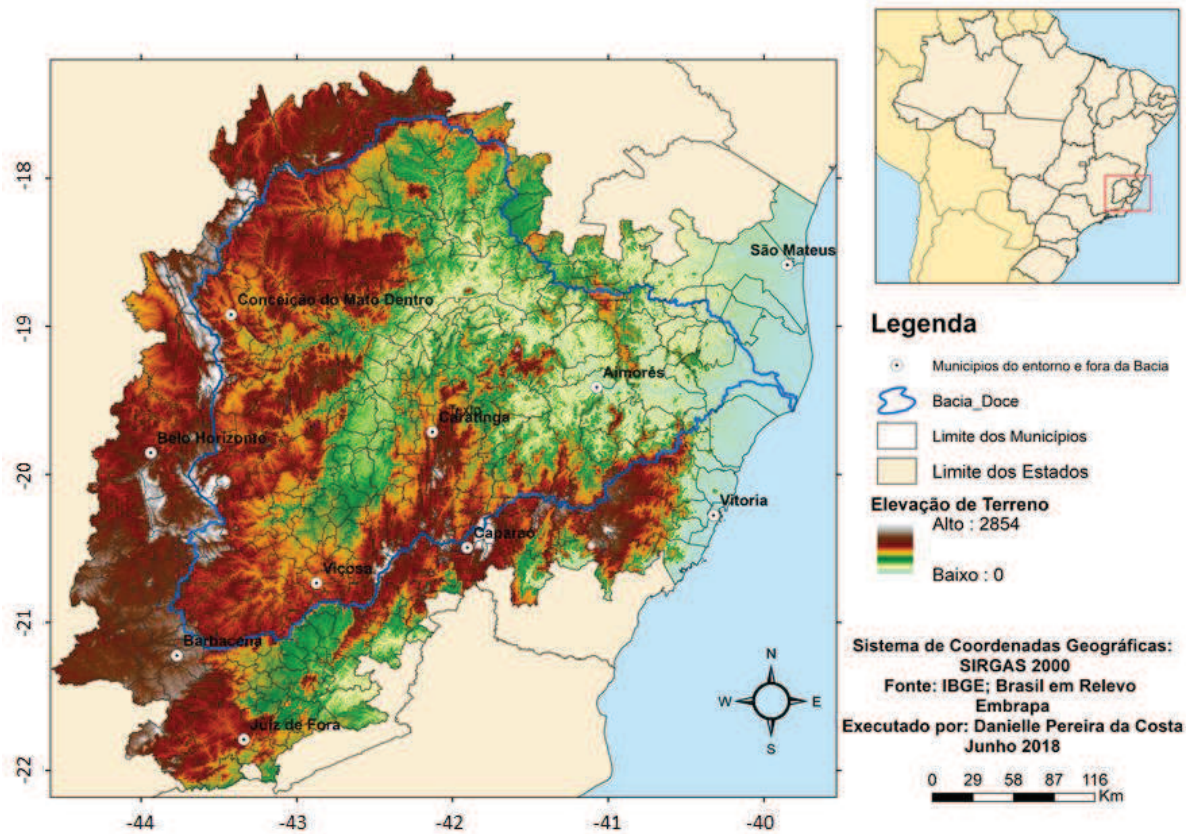 -18
-19
-20
-21
-22
-44
-43
-42
-41
-40
São Mateus
Conceição do Mato Dentro
Aimorés
Caratinga
Belo Horizonte
Vitoria
Caparaó
Viçosa
Barbacena
Juiz de Fora
N
W
E
S
Legenda
Municípios do entorno e fora da Bacia
Bacia_Doce
Limite dos Municípios
Limite dos Estados
Elevação de Terreno
Alto : 2854
Baixo : 0
Sistema de Coordenadas Geográficas:
SIRGAS 2000
Fonte: IBGE; Brasil em Relevo
Embrapa
Executado por: Danielle Pereira da Costa
Junho 2018
0 29 58 87 116
Km